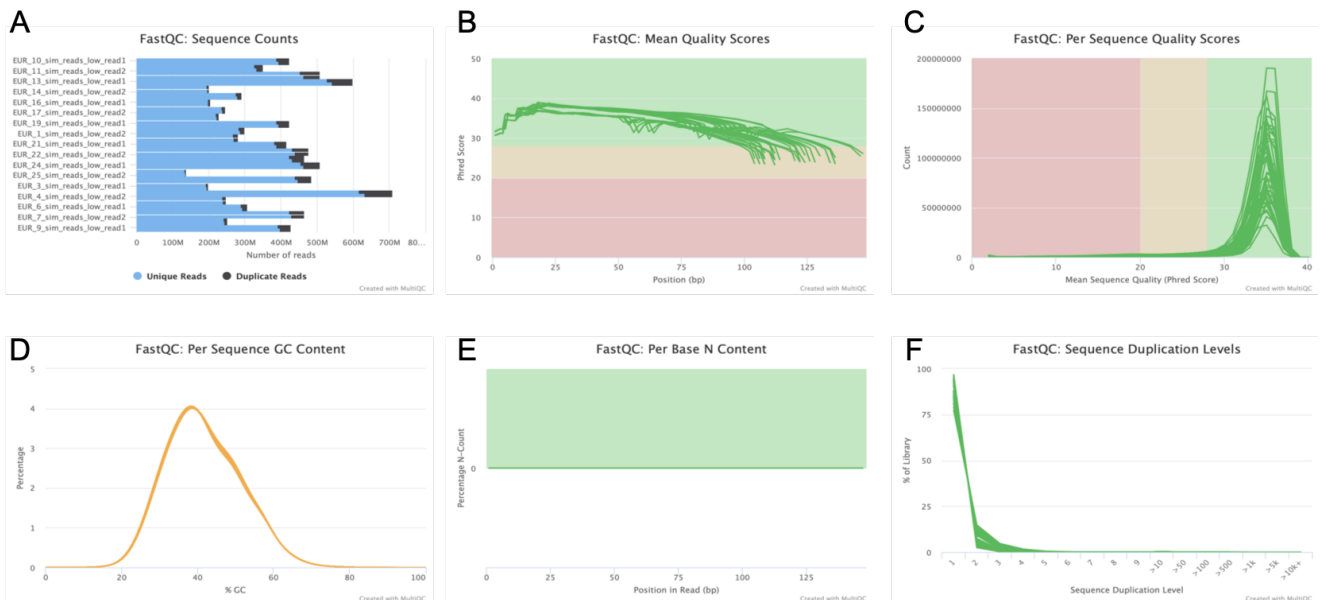 A
FastQC: Sequence Counts
EUR_10_sim_reads_low_read1
EUR_11_sim_reads_low_read2
EUR_13_sim_reads_low_read1
EUR_14_sim_reads_low_read2
EUR_16_sim_reads_low_read1
EUR_17_sim_reads_low_read2
EUR_19_sim_reads_low_read1
EUR_1_sim_reads_low_read2
EUR_21_sim_reads_low_read1
EUR_22_sim_reads_low_read2
EUR_24_sim_reads_low_read1
EUR_25_sim_reads_low_read2
EUR_3_sim_reads_low_read1
EUR_4_sim_reads_low_read2
EUR_6_sim_reads_low_read1
EUR_7_sim_reads_low_read2
EUR_9_sim_reads_low_read1
0 100M 200M 300M 400M 500M 600M 700M 80...
Number of reads
Unique Reads Duplicate Reads
Created with MultiQC
B
FastQC: Mean Quality Scores
Phred Score
50
40
30
20
10
0
0 25 50 75 100 125
Position (bp)
Created with MultiQC
C
FastQC: Per Sequence Quality Scores
Count
200000000
150000000
100000000
50000000
0
0 10 20 30 40
Mean Sequence Quality (Phred Score)
Created with MultiQC
D
FastQC: Per Sequence GC Content
Percentage
5
4
3
2
1
0
0 20 40 60 80 100
% GC
Created with MultiQC
E
FastQC: Per Base N Content
Percentage N-Count
0
0 25 50 75 100 125
Position in Read (bp)
Created with MultiQC
F
FastQC: Sequence Duplication Levels
% of Library
100
75
50
25
0
1 2 3 4 5 6 7 8 9 >10 >50 >100 >500 >1k >5k >10k+
Sequence Duplication Level
Created with MultiQC